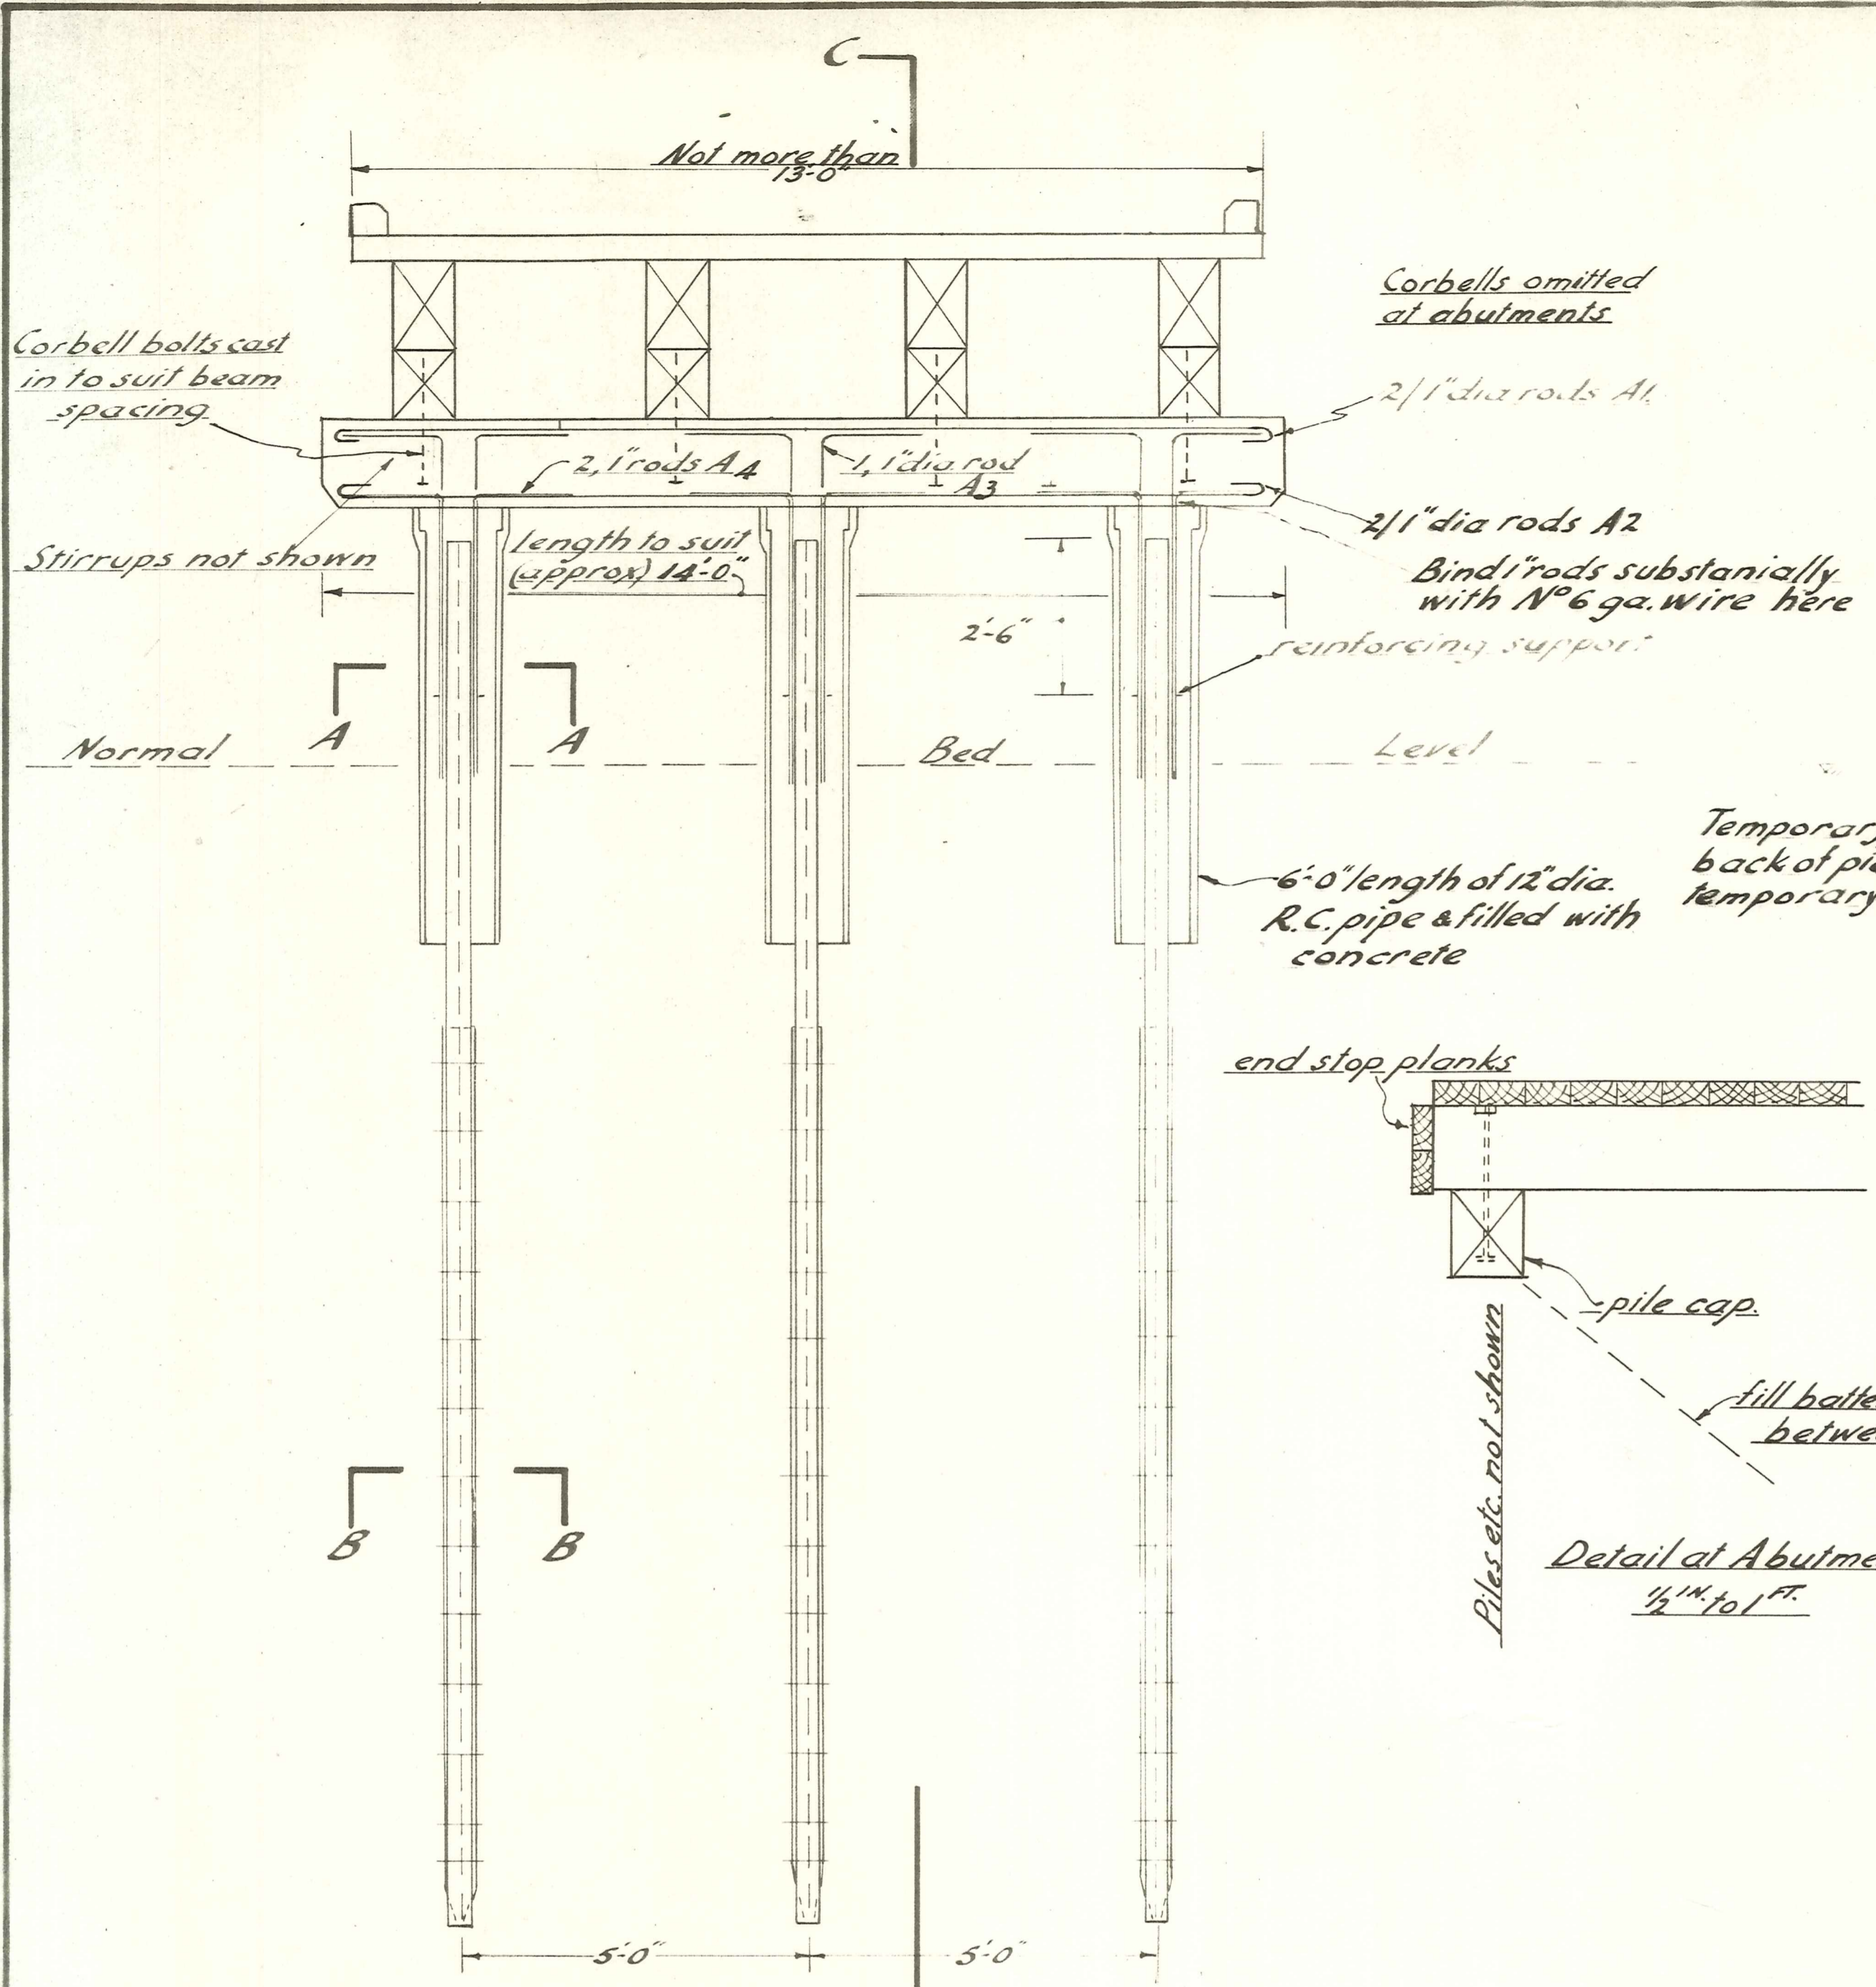 C
Not more than
13'-0"
Corbells omitted
at abutments
Corbell bolts cast
in to suit beam
spacing
2/1" dia rods A1.
2,1" rods A4
1,1" dia. rod
A3
2/1" dia rods A2
Stirrups not shown
length to suit
(approx) 14'-0"
Bind 1" rods substanially
with Nº 6 ga. wire here
2'-6"
reinforcing support
A
A
Normal
Bed
Level
6'-0" length of 12" dia.
R.C. pipe & filled with
concrete
Temporary
back of
temporary
end stop planks
pile cap.
Piles etc. not shown
fill
B
B
Detail at
1/2 IN. to 1 FT.
5'-0"
5'-0"